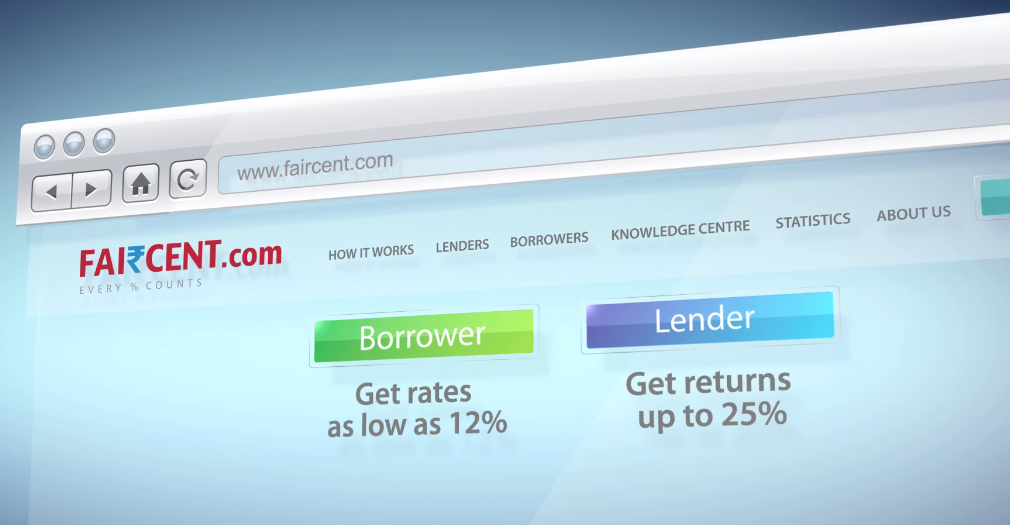 www.faircent.com
FAI₹CENT.com
EVERY % COUNTS
HOW IT WORKS LENDERS BORROWERS KNOWLEDGE CENTRE STATISTICS ABOUT US
Borrower
Get rates
as low as 12%
Lender
Get returns
up to 25%